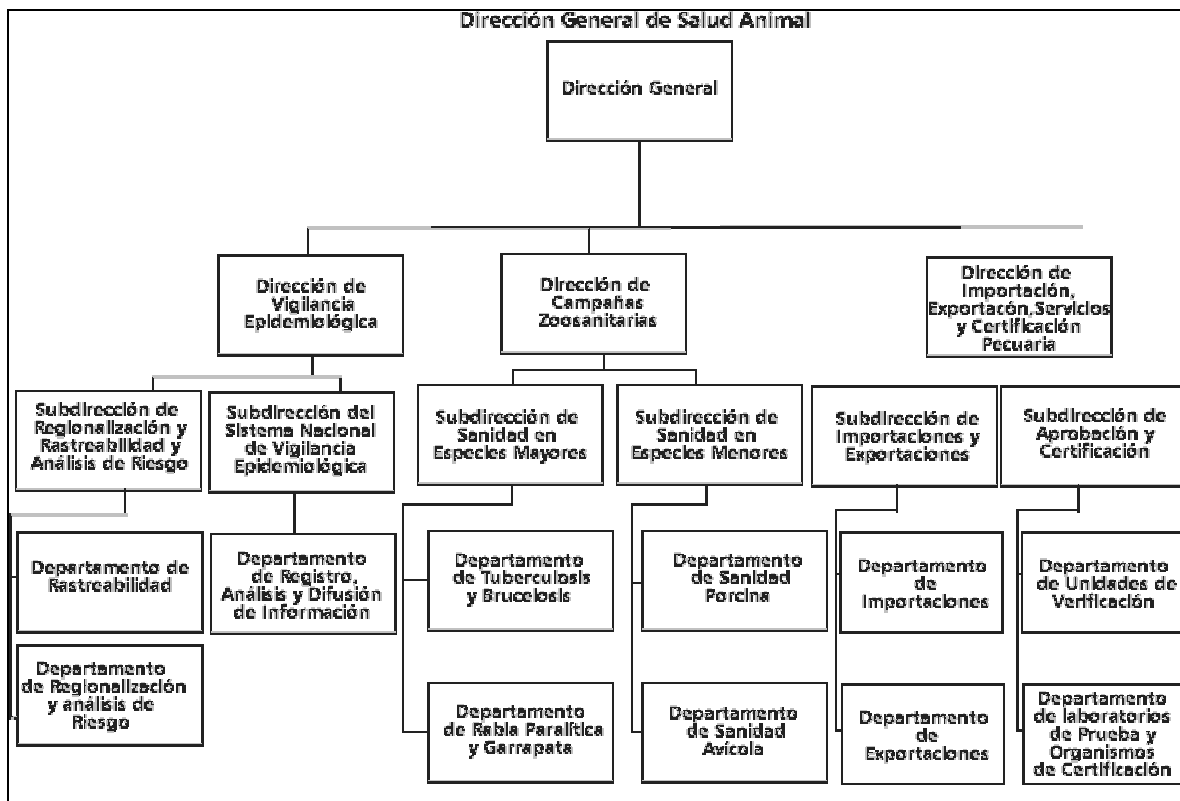 Dirección General de Salud Animal
Dirección General
Dirección de
Vigilancia
Epidemiológica
Dirección de
Campañas
Zoosanitarias
Dirección de
Importación,
Exportacón,Servicios
y Certificación
Pecuaria
Subdirección de
Regionalización y
Rastreabilidad y
Análisis de Riesgo
Subdirección del
Sistema Nacional
de Vigilancia
Epidemiológica
Subdirección de
Sanidad en
Especies Mayores
Subdirección de
Sanidad en
Especies Menores
Subdirección de
Importaciones y
Exportaciones
Subdirección de
Aprobación y
Certificación
Departamento de
Rastreabilidad
Departamento
de Registro,
Análisis y Difusión
de Información
Departamento
de Tuberculosis
y Brucelosis
Departamento
de Sanidad
Porcina
Departamento
de
Importaciones
Departamento
de Unidades de
Verificación
Departamento
de Regionalización
y análisis de
Riesgo
Departamento
de Rabia Paralítica
y Garrapata
Departamento
de Sanidad
Avícola
Departamento
de
Exportaciones
Departamento
de laboratorios
de Prueba y
Organismos
de Certificación